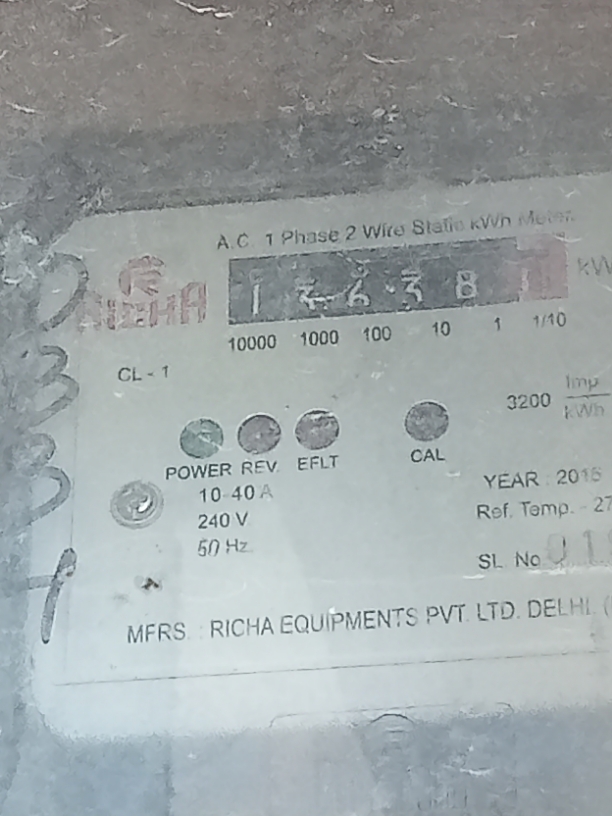 A.C. 1 Phase 2 Wire Static kWh Meter.
RICHA
10000 1000 100 10 1 1/10
CL - 1
3200 Imp/kWh
POWER REV. EFLT CAL
10-40 A
240 V
50 Hz
YEAR : 2016
Ref. Temp. - 27
SL. No
MFRS. : RICHA EQUIPMENTS PVT. LTD. DELHI. (